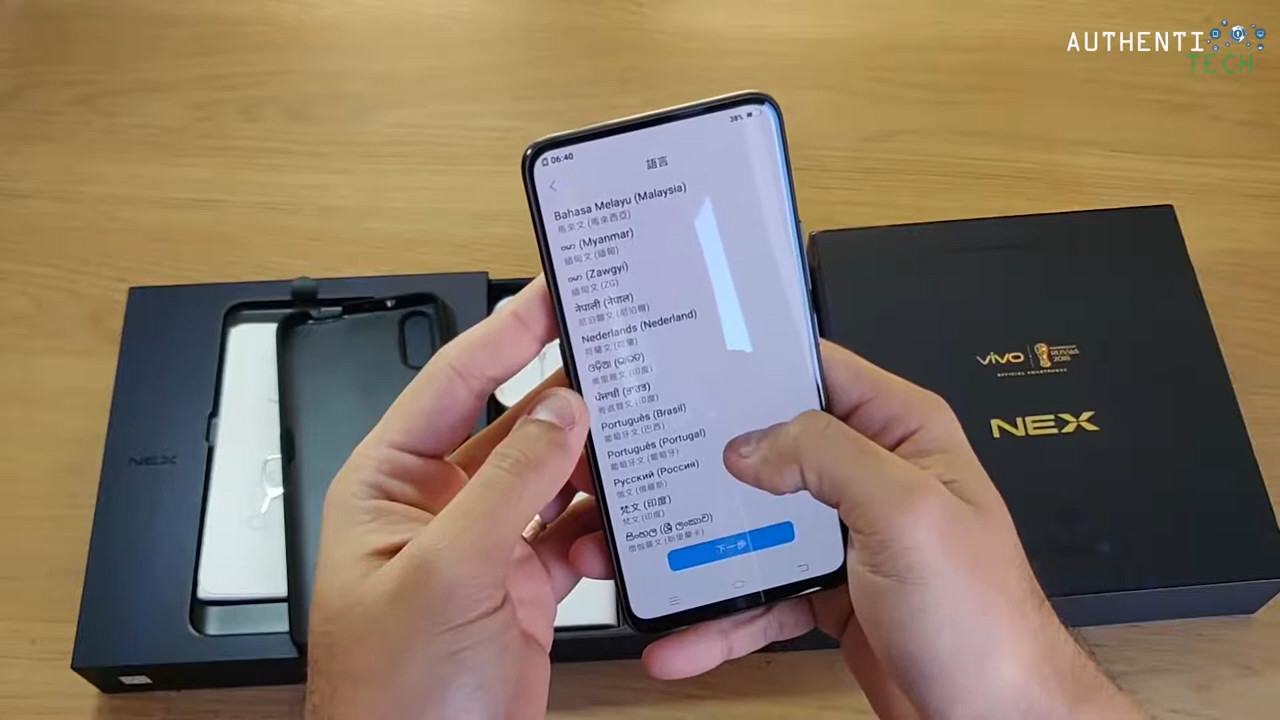 AUTHENTI
TECH
06:40
38%
語言
Bahasa Melayu (Malaysia)
馬來文 (馬來西亞)
ဗမာ (Myanmar)
緬甸文 (緬甸)
ဗမာ (Zawgyi)
緬甸文 (ZG)
नेपाली (नेपाल)
尼泊爾文 (尼泊爾)
Nederlands (Nederland)
荷蘭文 (荷蘭)
ଓଡ଼ିଆ (ଭାରତ)
奧里雅文 (印度)
ਪੰਜਾਬੀ (ਭਾਰਤ)
旁遮普文 (印度)
Português (Brasil)
葡萄牙文 (巴西)
Português (Portugal)
葡萄牙文 (葡萄牙)
Русский (Россия)
俄文 (俄羅斯)
梵文 (印度)
梵文 (印度)
සිංහල (ශ්‍රී ලංකාව)
僧伽羅文 (斯里蘭卡)
下一步
NEX
vivo
RUSSIA
2018
OFFICIAL SMARTPHONE
NEX